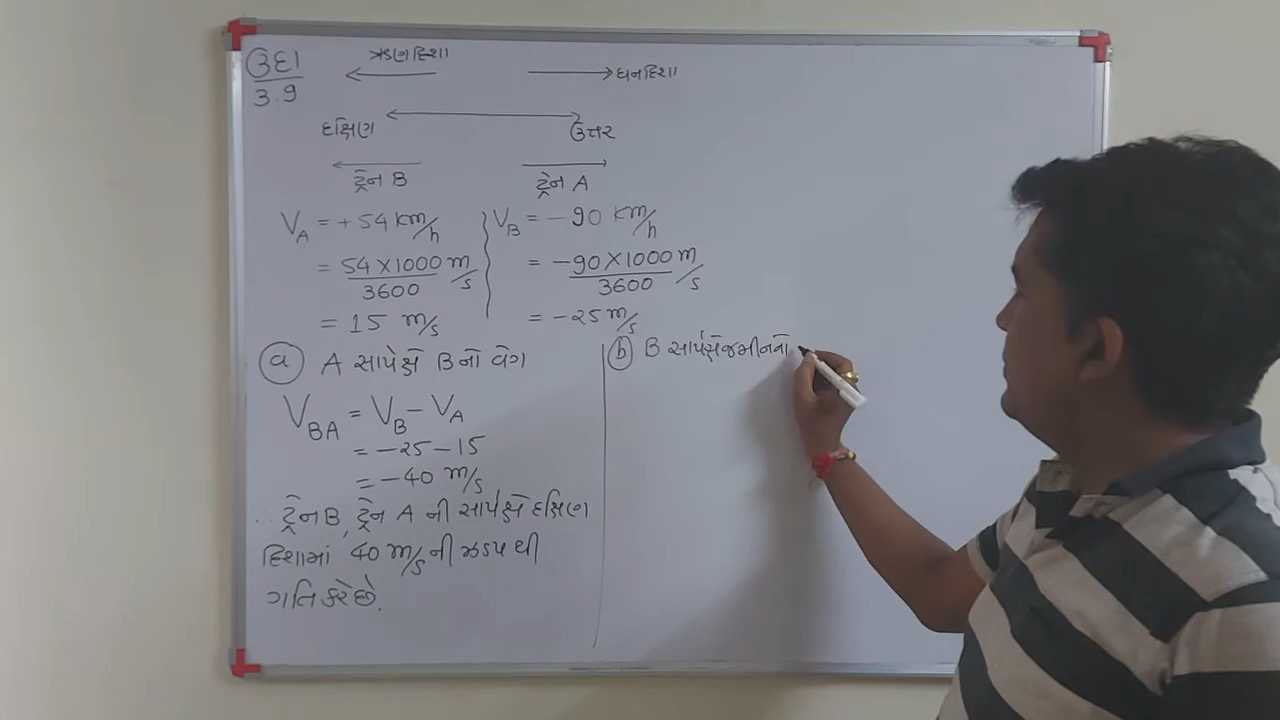 ઉદા ઋણદિશા ધનદિશા
3.9
દક્ષિણ ઉત્તર
ટ્રેન B ટ્રેન A
V_A = +54 km/h V_B = -90 km/h
= 54×1000/3600 m/s = -90×1000/3600 m/s
= 15 m/s = -25 m/s
(a) A સાપેક્ષે B નો વેગ
V_BA = V_B - V_A
= -25 -15
= -40 m/s
ટ્રેન B, ટ્રેન A ની સાપેક્ષે દક્ષિણ
દિશામાં 40 m/s ની ઝડપ થી
ગતિ કરે છે.
(b) B સાપેક્ષે જમીનનો